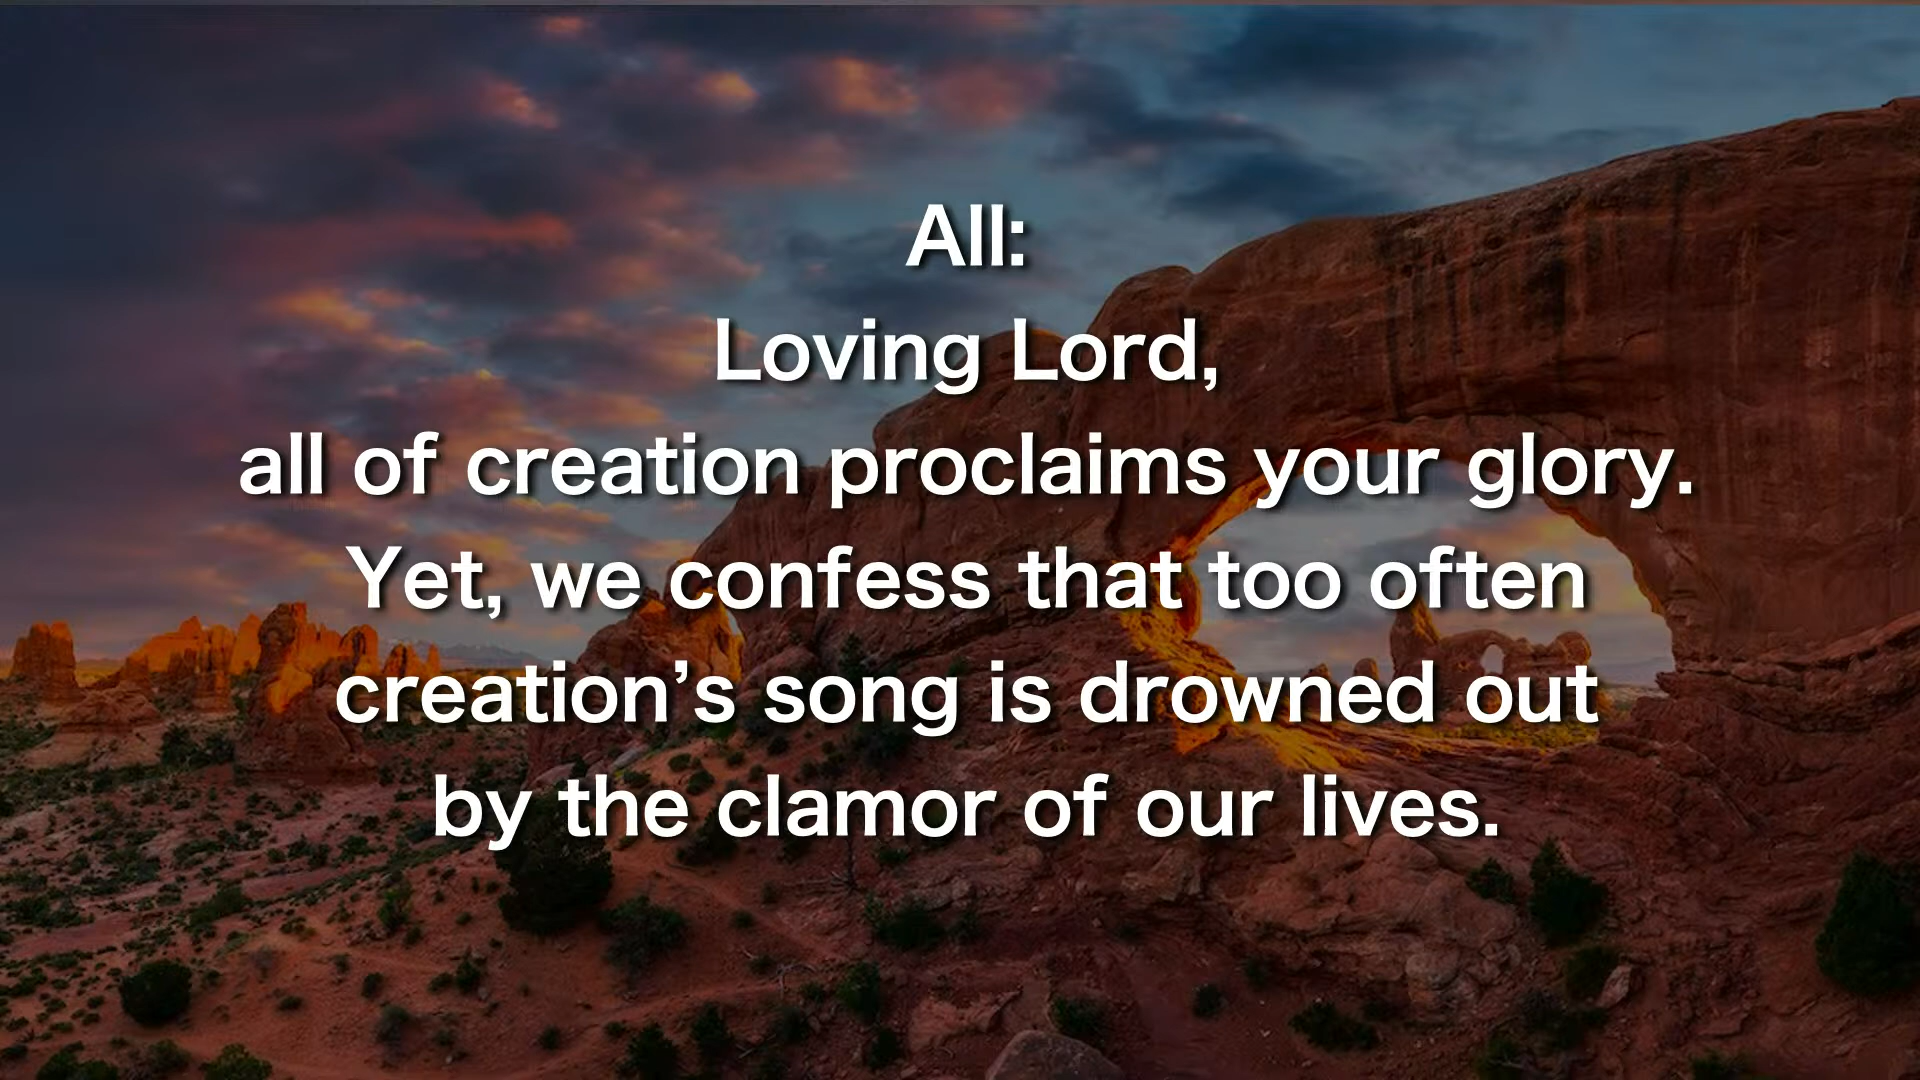 All:
Loving Lord,
all of creation proclaims your glory.
Yet, we confess that too often
creation’s song is drowned out
by the clamor of our lives.